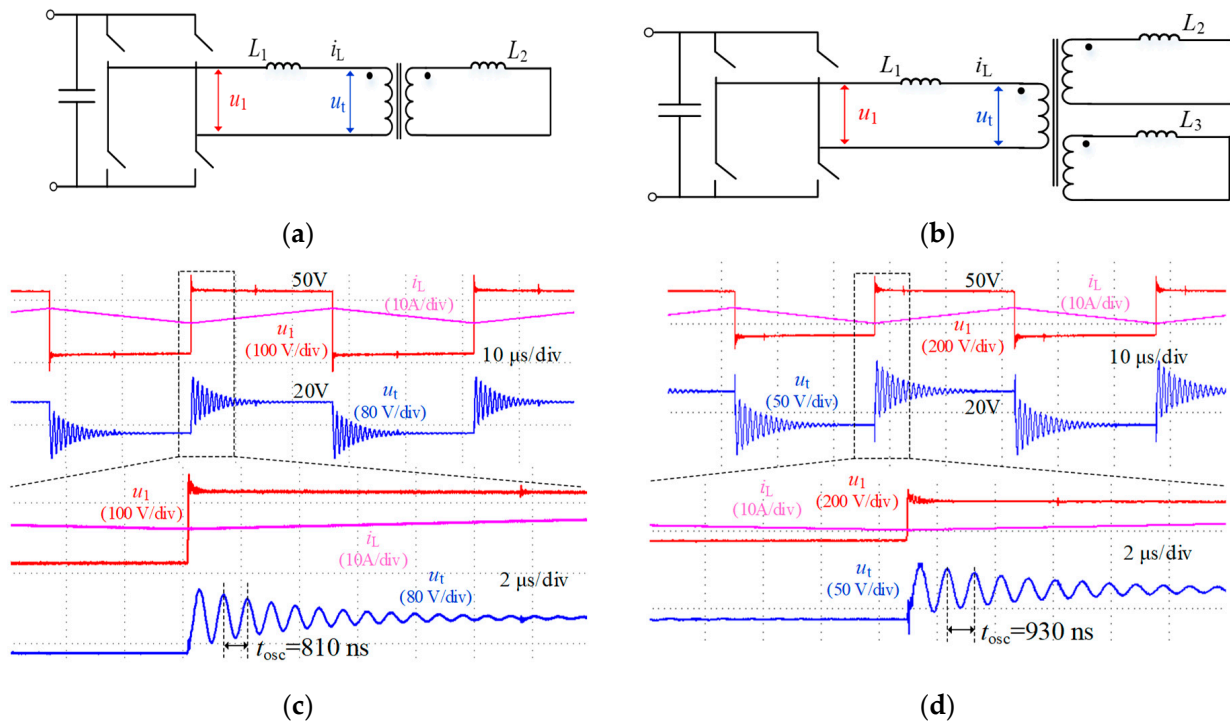 L1
iL
L2
u1
ut
(a)
L1
iL
L2
L3
u1
ut
(b)
50V
iL
(10A/div)
u1
(100 V/div)
10 μs/div
20V
ut
(80 V/div)
u1
(100 V/div)
iL
(10A/div)
2 μs/div
ut
(80 V/div)
tosc=810 ns
(c)
50V
iL
(10A/div)
u1
(200 V/div)
10 μs/div
ut
(50 V/div)
20V
iL
(10A/div)
u1
(200 V/div)
2 μs/div
ut
(50 V/div)
tosc=930 ns
(d)